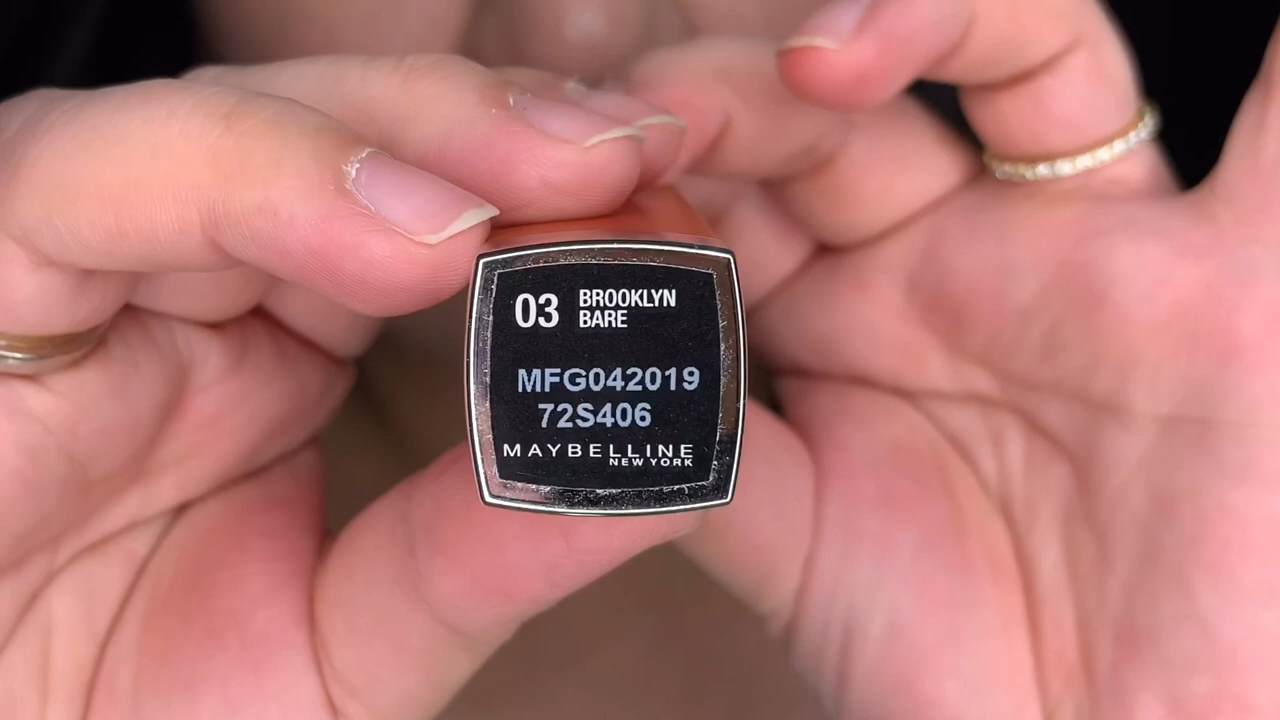 03 BROOKLYN
BARE
MFG042019
72S406
MAYBELLINE
NEW YORK